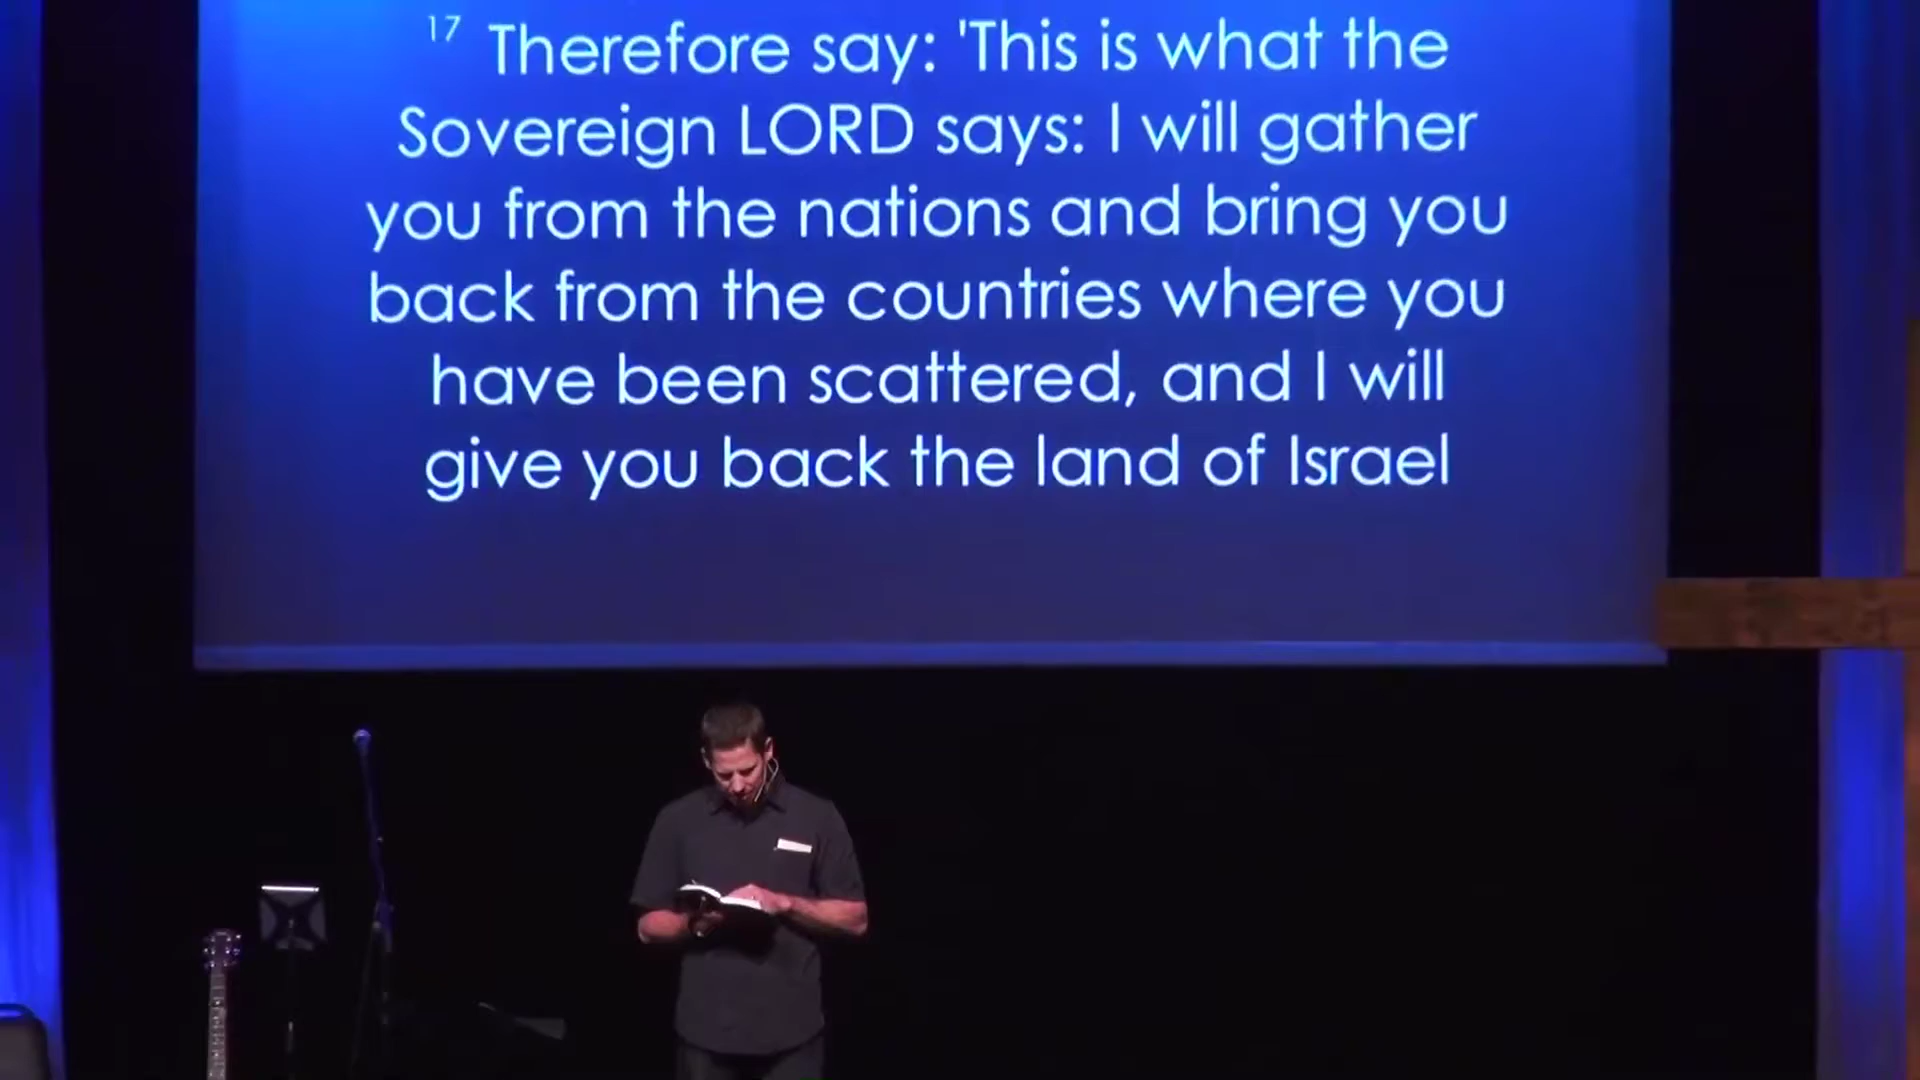 17 Therefore say: 'This is what the
Sovereign LORD says: I will gather
you from the nations and bring you
back from the countries where you
have been scattered, and I will
give you back the land of Israel